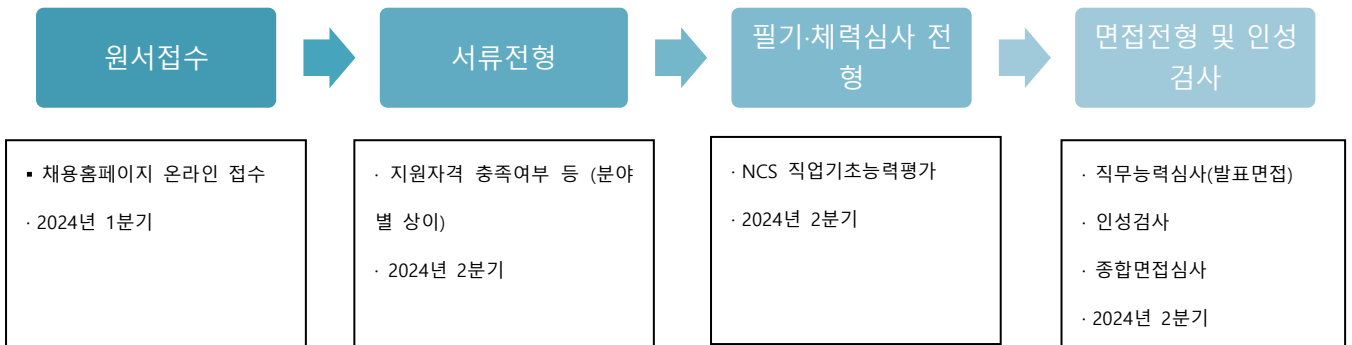 원서접수
서류전형
필기·체력심사 전
형
면접전형 및 인성
검사
▪ 채용홈페이지 온라인 접수
· 2024년 1분기
· 지원자격 충족여부 등 (분야
별 상이)
· 2024년 2분기
· NCS 직업기초능력평가
· 2024년 2분기
· 직무능력심사(발표면접)
· 인성검사
· 종합면접심사
· 2024년 2분기